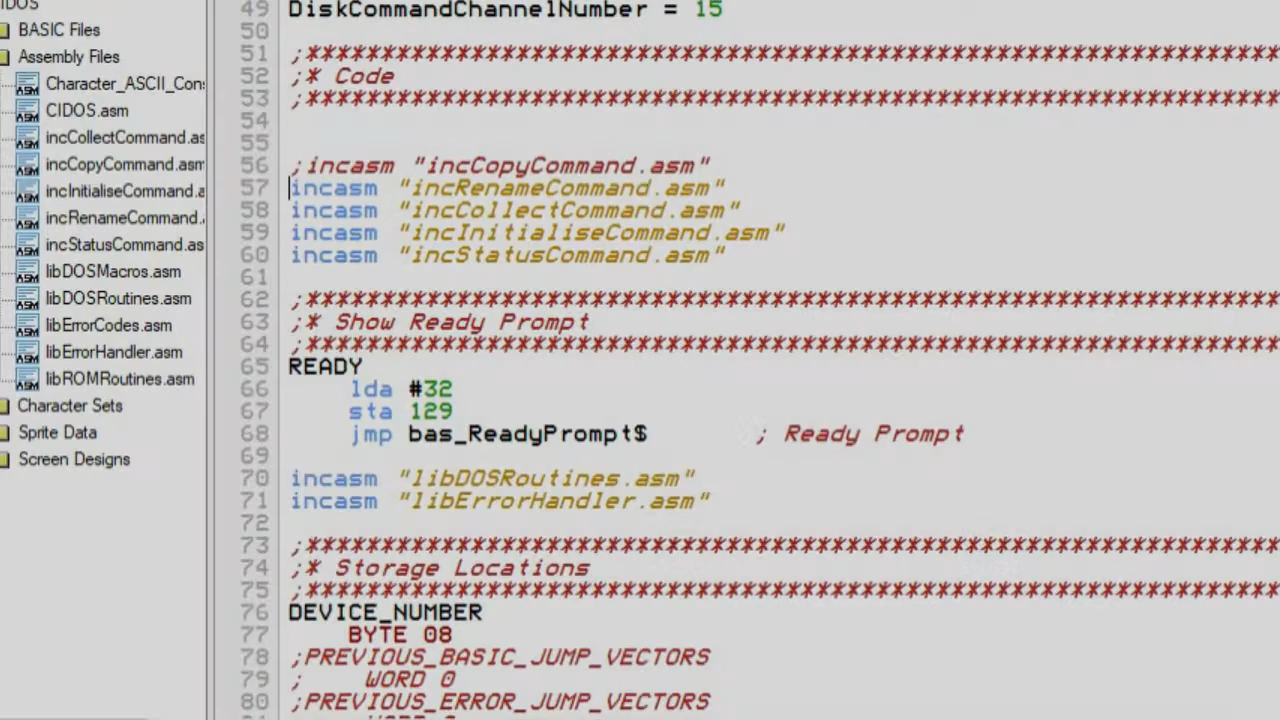 IDOS
BASIC Files
Assembly Files
Character_ASCII_Cons
CIDOS.asm
incCollectCommand.as
incCopyCommand.asm
incInitialiseCommand.a
incRenameCommand.
incStatusCommand.as
libDOSMacros.asm
libDOSRoutines.asm
libErrorCodes.asm
libErrorHandler.asm
libROMRoutines.asm
Character Sets
Sprite Data
Screen Designs
49 DiskCommandChannelNumber = 15
50
51 ;*******************************************************************
52 ;* Code
53 ;*******************************************************************
54
55
56 ;incasm "incCopyCommand.asm"
57 incasm "incRenameCommand.asm"
58 incasm "incCollectCommand.asm"
59 incasm "incInitialiseCommand.asm"
60 incasm "incStatusCommand.asm"
61
62 ;*******************************************************************
63 ;* Show Ready Prompt
64 ;*******************************************************************
65 READY
66 lda #32
67 sta 129
68 jmp bas_ReadyPrompt$ ; Ready Prompt
69
70 incasm "libDOSRoutines.asm"
71 incasm "libErrorHandler.asm"
72
73 ;*******************************************************************
74 ;* Storage Locations
75 ;*******************************************************************
76 DEVICE_NUMBER
77 BYTE 08
78 ;PREVIOUS_BASIC_JUMP_VECTORS
79 ; WORD 0
80 ;PREVIOUS_ERROR_JUMP_VECTORS